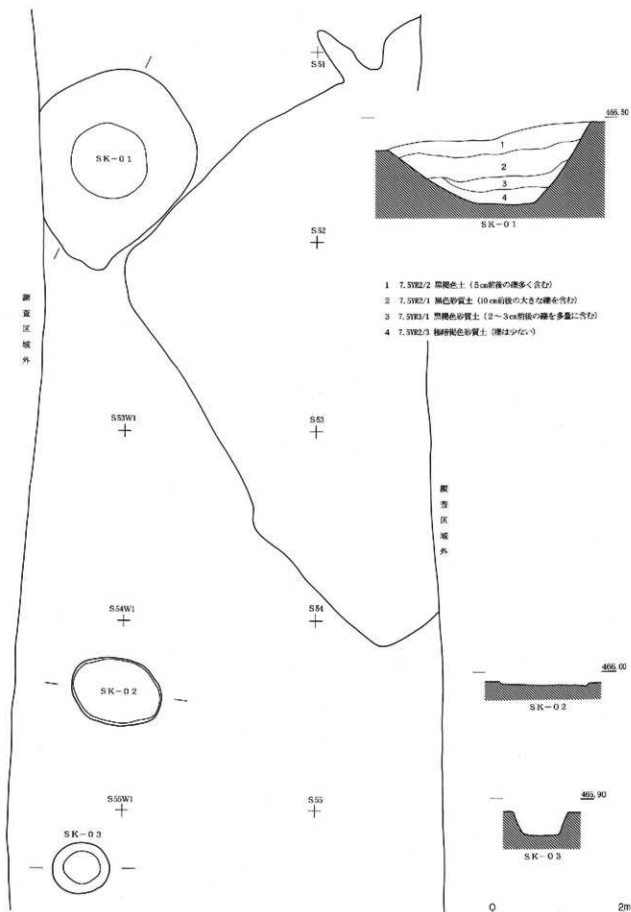 S51
SK-01
466.50
1
2
3
4
SK-01
S52
1 7.5YR2/2 黒褐色土（5cm前後の礫多く含む）
2 7.5YR2/1 黒色砂質土（10cm前後の大きな礫を含む）
3 7.5YR3/1 黒褐色砂質土（2～3cm前後の礫を多量に含む）
4 7.5YR2/3 極暗褐色砂質土（礫は少ない）
調査区域外
S53W1
S53
調査区域外
S54W1
S54
SK-02
466.00
SK-02
S55W1
S55
465.90
SK-03
SK-03
0 2m